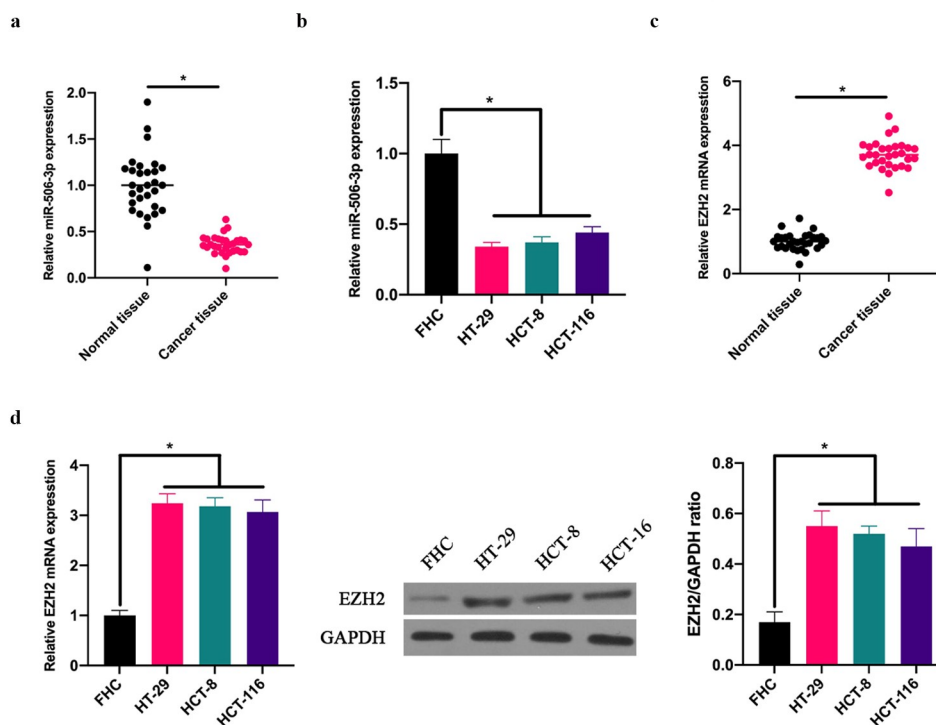 a
b
c
Relative miR-506-3p expresstion
2.0
1.5
1.0
0.5
0.0
*
Normal tissue
Cancer tissue
Relative miR-506-3p expresstion
1.5
1.0
0.5
0.0
*
FHC
HT-29
HCT-8
HCT-116
Relative EZH2 mRNA expresstion
6
4
2
0
*
Normal tissue
Cancer tissue
d
Relative EZH2 mRNA expresstion
4
3
2
1
0
*
FHC
HT-29
HCT-8
HCT-116
FHC
HT-29
HCT-8
HCT-16
EZH2
GAPDH
EZH2/GAPDH ratio
0.8
0.6
0.4
0.2
0.0
*
FHC
HT-29
HCT-8
HCT-116